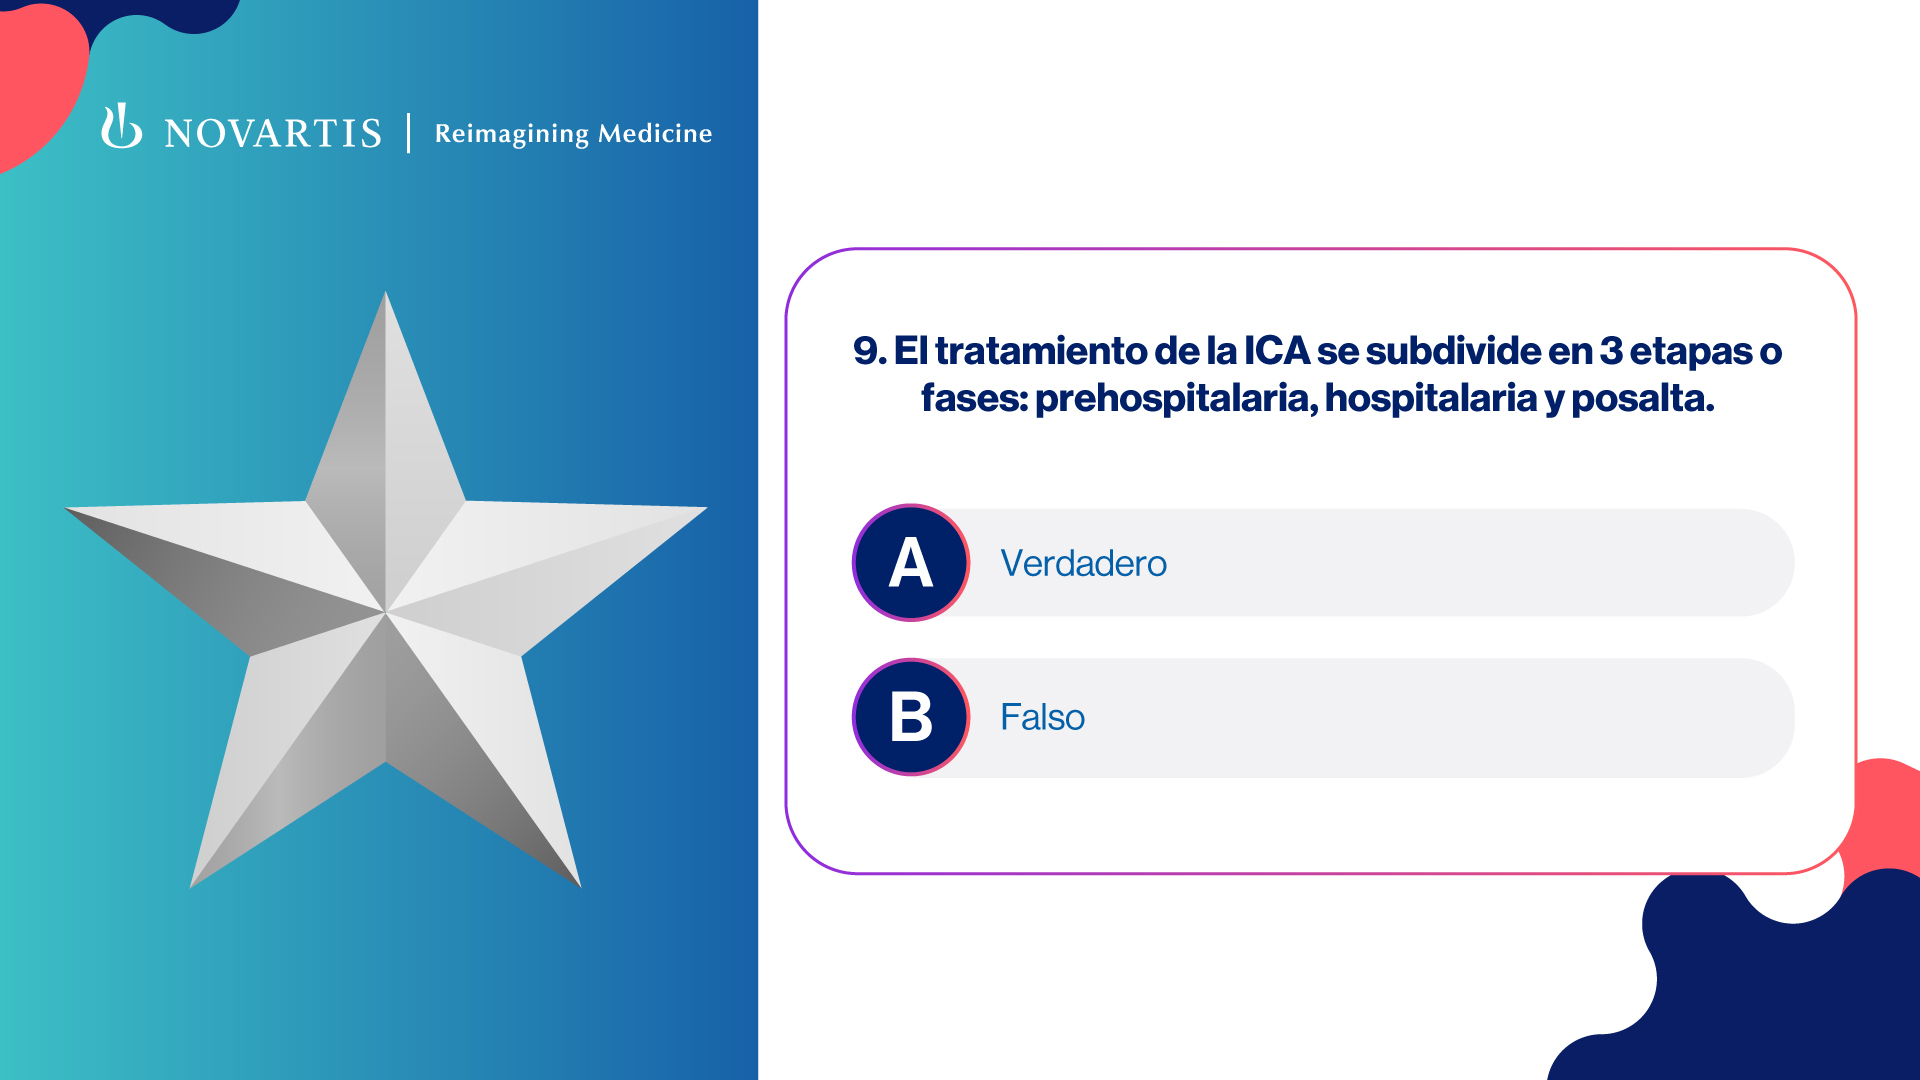 NOVARTIS | Reimagining Medicine
9. El tratamiento de la ICA se subdivide en 3 etapas o
fases: prehospitalaria, hospitalaria y posalta.
A Verdadero
B Falso